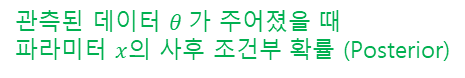 관측된 데이터 𝜃 가 주어졌을 때
파라미터 𝑥의 사후 조건부 확률 (Posterior)